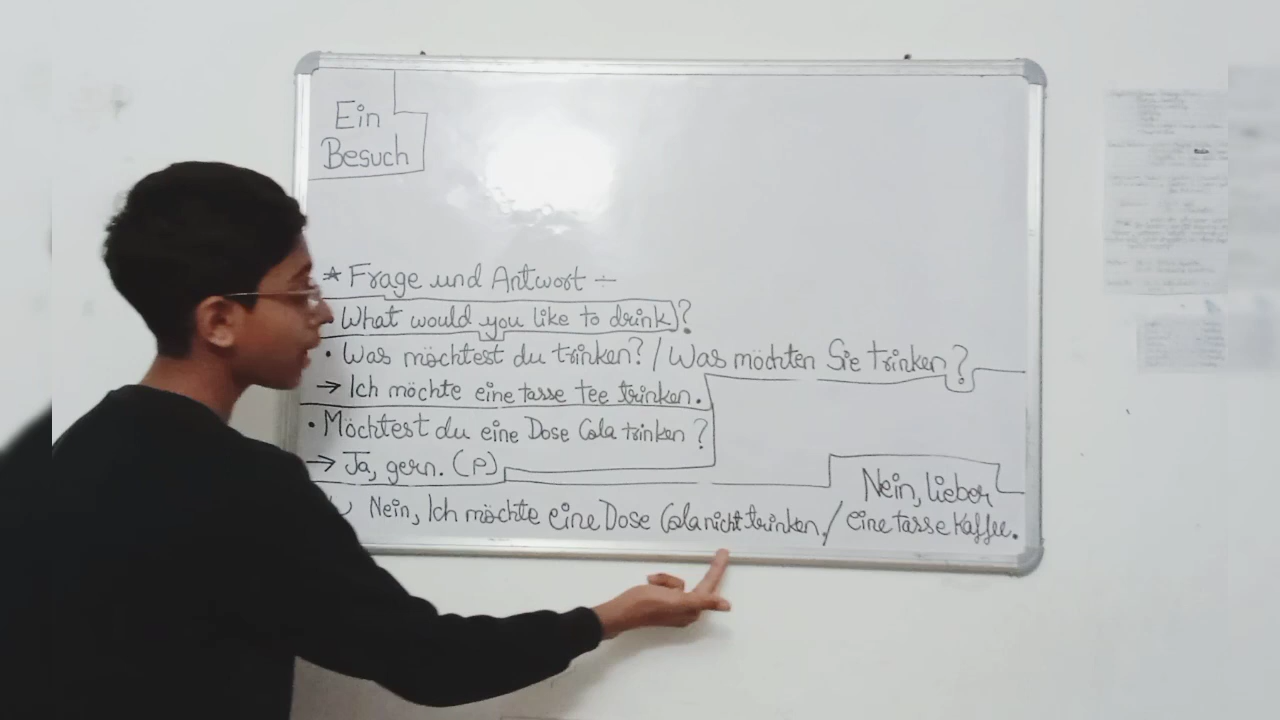 Ein
Besuch
* Frage und Antwort ÷
What would you like to drink?
• Was möchtest du trinken? / Was möchten Sie trinken?
→ Ich möchte eine tasse tee trinken.
• Möchtest du eine Dose Cola trinken?
→ Ja, gern. (P)
Nein, Ich möchte eine Dose Cola nicht trinken. / Nein, lieber
eine tasse Kaffee.